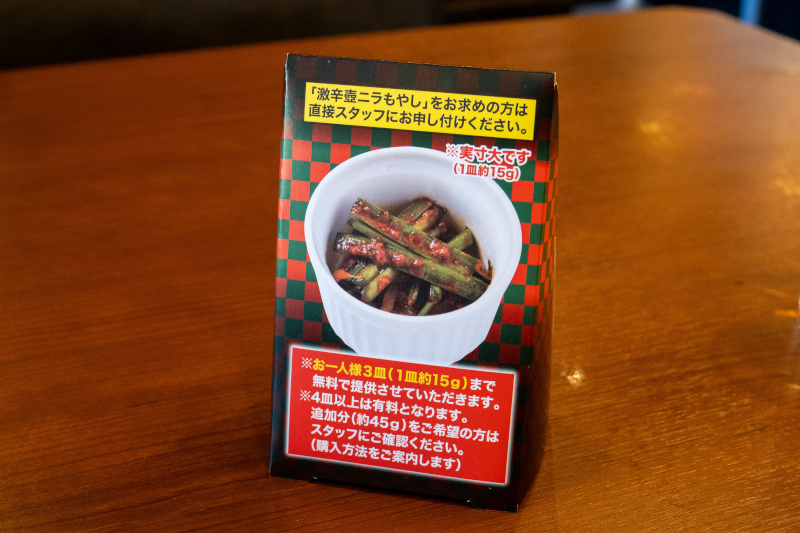 「激辛壺ニラもやし」をお求めの方は
直接スタッフにお申し付けください。
※実寸大です
(1皿約15g)
※お一人様3皿(1皿約15g)まで
無料で提供させていただきます。
※4皿以上は有料となります。
追加分(約45g)をご希望の方は
スタッフにご確認ください。
(購入方法をご案内します)